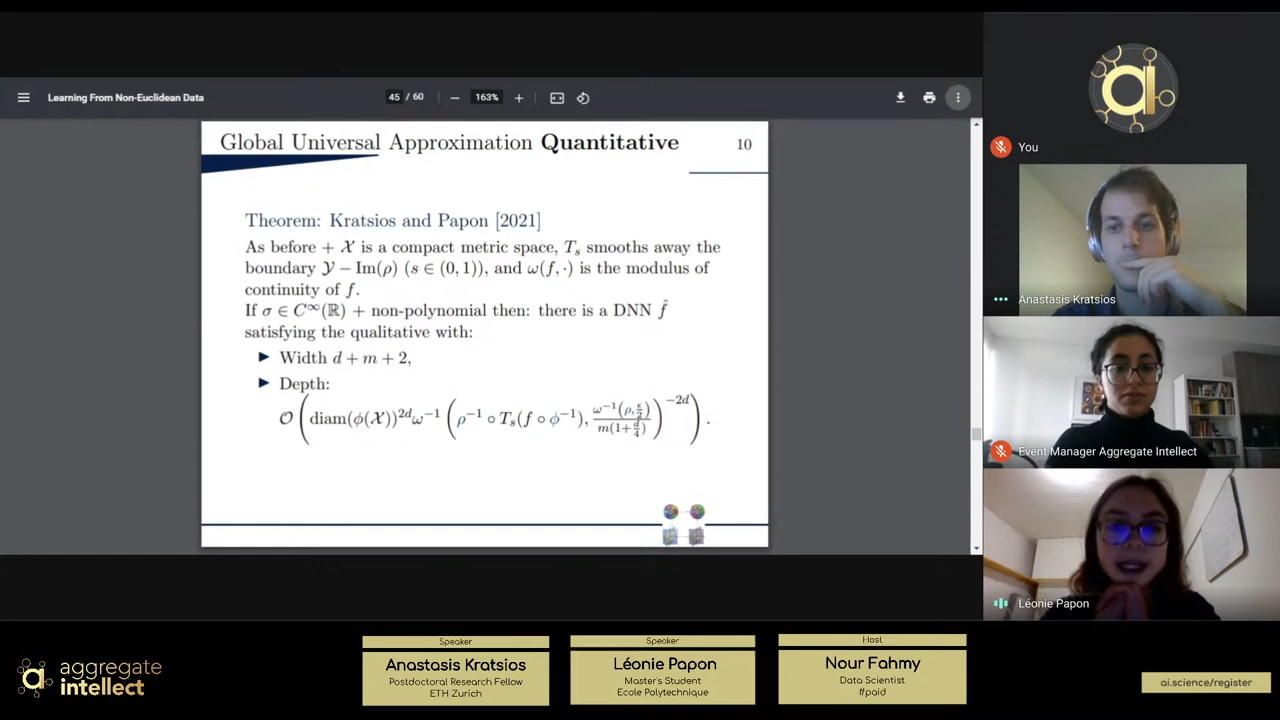 Learning From Non-Euclidean Data
45 / 60
163%
Global Universal Approximation Quantitative
10
Theorem: Kratsios and Papon [2021]
As before + 𝒳 is a compact metric space, Tₛ smooths away the
boundary 𝒴 − Im(ρ) (s ∈ (0, 1)), and ω(f, ·) is the modulus of
continuity of f.
If σ ∈ C^∞(ℝ) + non-polynomial then: there is a DNN f̂
satisfying the qualitative with:
► Width d + m + 2,
► Depth:
𝒪 ( diam(ϕ(𝒳))^{2d} ω^{−1} ( ρ^{−1} ∘ Tₛ(f ∘ ϕ^{−1}), \frac{ω^{−1}(ρ, \frac{ϵ}{2})}{m(1+\frac{d}{4})} )^{−2d} ) .
You
Anastasis Kratsios
Event Manager Aggregate Intellect
Léonie Papon
aggregate
intellect
Speaker
Anastasis Kratsios
Postdoctoral Research Fellow
ETH Zurich
Speaker
Léonie Papon
Master's Student
Ecole Polytechnique
Host
Nour Fahmy
Data Scientist
#paid
ai.science/register